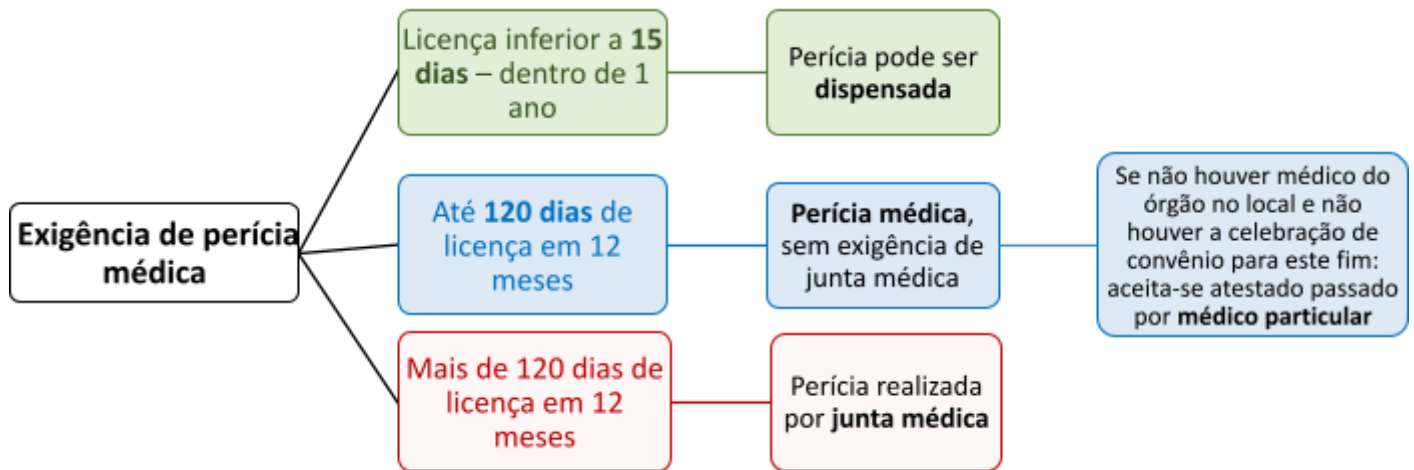 Exigência de perícia
médica
Licença inferior a 15
dias – dentro de 1
ano
Perícia pode ser
dispensada
Até 120 dias de
licença em 12
meses
Perícia médica,
sem exigência de
junta médica
Se não houver médico do
órgão no local e não
houver a celebração de
convênio para este fim:
aceita-se atestado passado
por médico particular
Mais de 120 dias de
licença em 12
meses
Perícia realizada
por junta médica